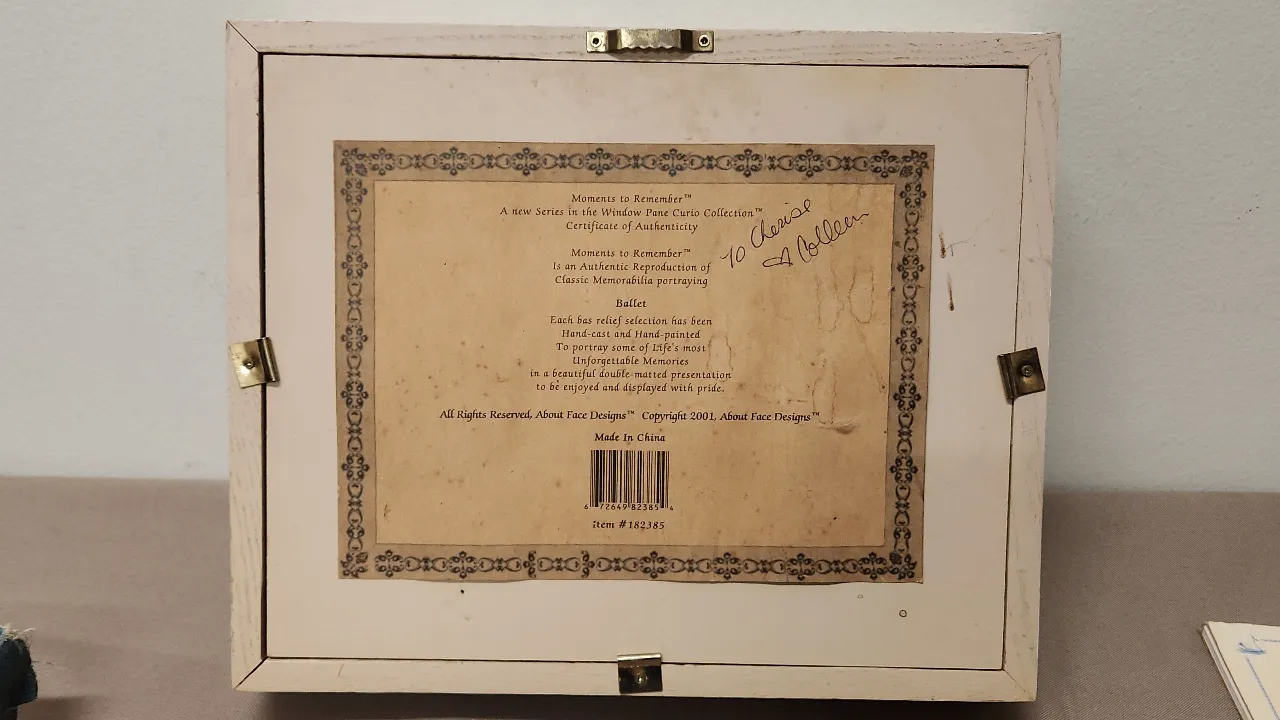 Moments to Remember™
A new Series in the Window Pane Curio Collection™
Certificate of Authenticity
To Cherise
Colleen
Moments to Remember™
Is an Authentic Reproduction of
Classic Memorabilia portraying
Ballet
Each bas relief selection has been
Hand-cast and Hand-painted
To portray some of Life's most
Unforgettable Memories
in a beautiful double-matted presentation
to be enjoyed and displayed with pride.
All Rights Reserved, About Face Designs™ Copyright 2001, About Face Designs™
Made In China
6 72649 82385 4
item #182385